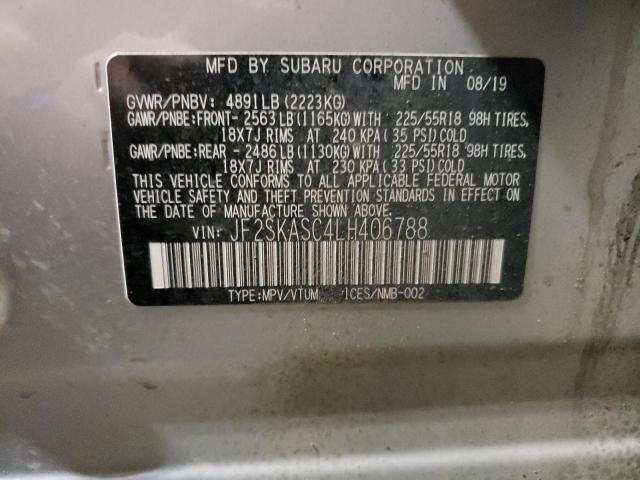 MFD BY SUBARU CORPORATION
MFD IN 08/19
GVWR/PNBV: 4891LB(2223KG)
GAWR/PNBE:FRONT- 2563LB(1165KG)WITH 225/55R18 98H TIRES,
18X7J RIMS AT 240 KPA(35 PSI)COLD
GAWR/PNBE:REAR - 2486LB(1130KG)WITH 225/55R18 98H TIRES,
18X7J RIMS AT 230 KPA(33 PSI)COLD
THIS VEHICLE CONFORMS TO ALL APPLICABLE FEDERAL MOTOR
VEHICLE SAFETY AND THEFT PREVENTION STANDARDS IN EFFECT ON
THE DATE OF MANUFACTURE SHOWN ABOVE.
VIN: JF2SKASC4LH406788
TYPE:MPV/VTUM ICES/NMB-002